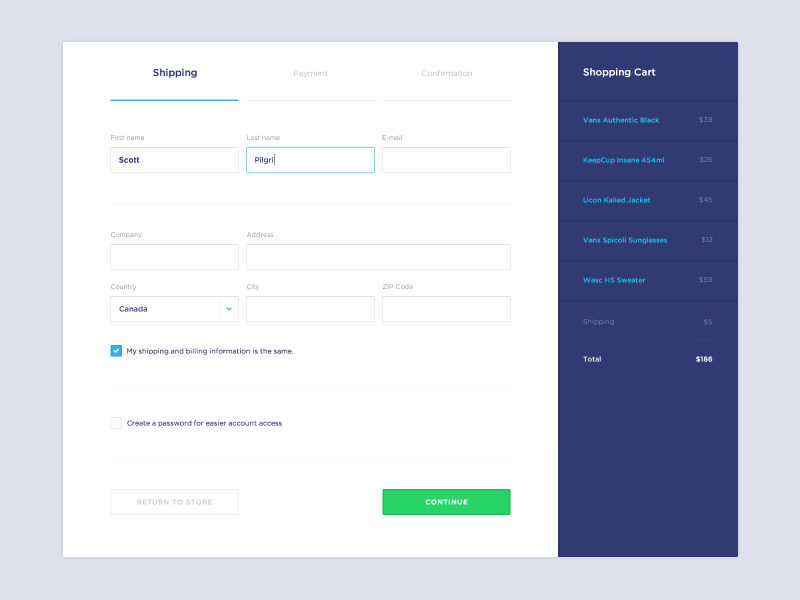 Shipping
Payment
Confirmation
First name
Last name
E-mail
Scott
Pilgri
Company
Address
Country
City
ZIP Code
Canada
My shipping and billing information is the same.
Create a password for easier account access
RETURN TO STORE
CONTINUE
Shopping Cart
Vans Authentic Black $39
KeepCup Insane 454ml $26
Ucon Kaliad Jacket $45
Vans Spicoli Sunglasses $12
Wesc HS Sweater $59
Shipping $5
Total $186